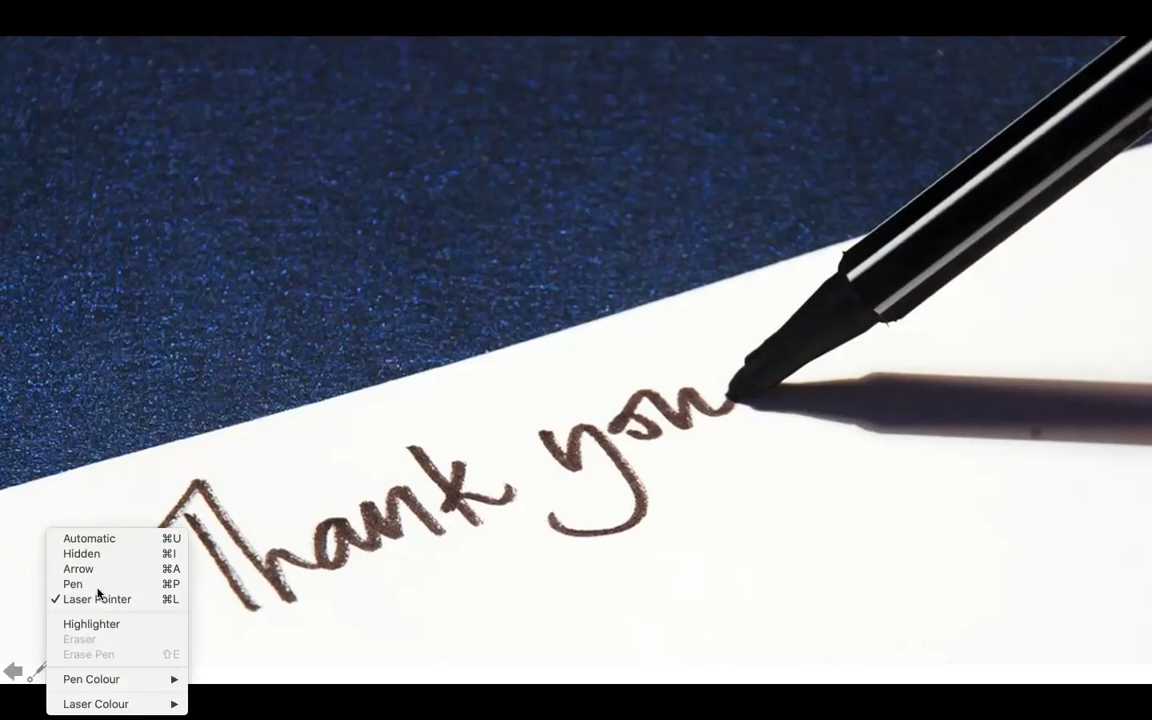 Thank you
Automatic ⌘U
Hidden ⌘I
Arrow ⌘A
Pen ⌘P
✓ Laser Pointer ⌘L
Highlighter
Eraser
Erase Pen ⇧E
Pen Colour ▶
Laser Colour ▶